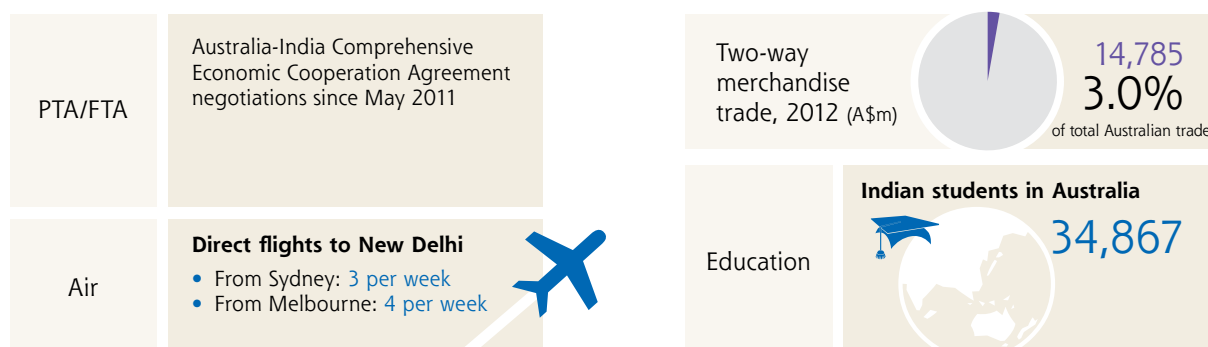 PTA/FTA
Australia-India Comprehensive
Economic Cooperation Agreement
negotiations since May 2011
Air
Direct flights to New Delhi
• From Sydney: 3 per week
• From Melbourne: 4 per week
Two-way
merchandise
trade, 2012 (A$m)
14,785
3.0%
of total Australian trade
Education
Indian students in Australia
34,867